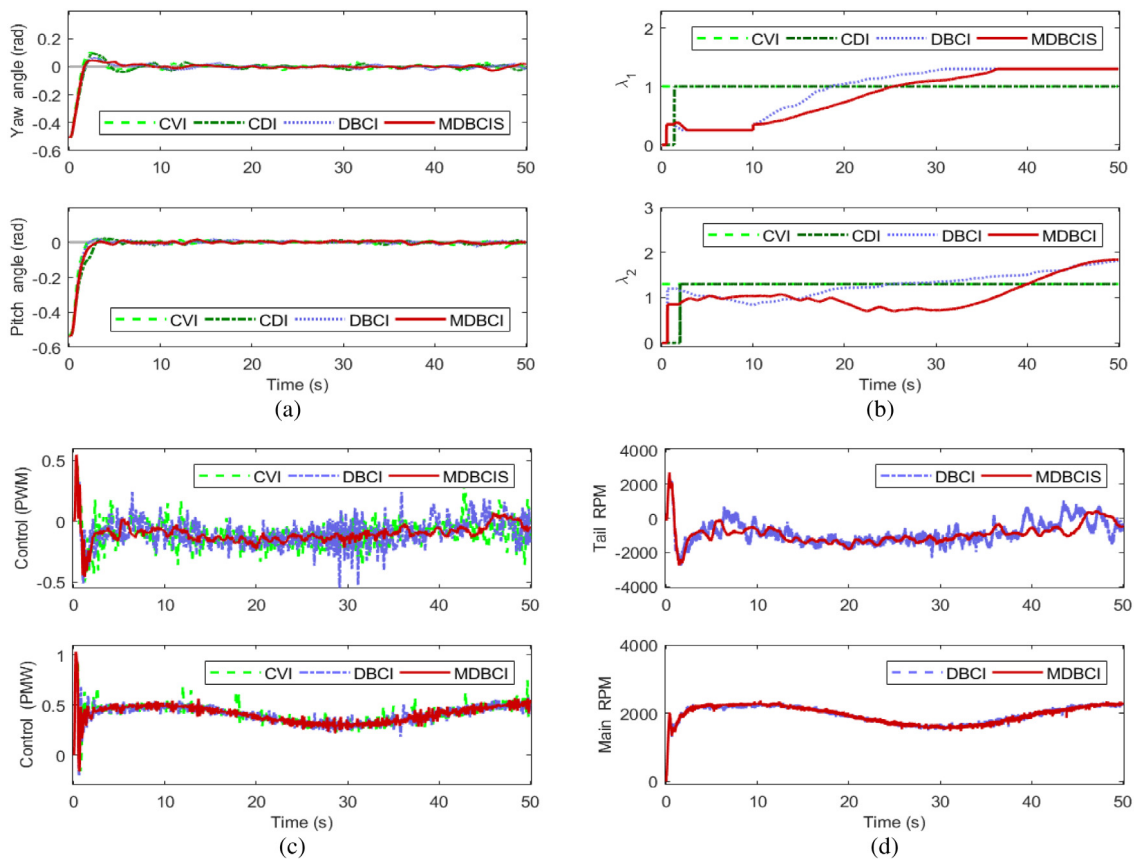 0.2
0
-0.2
-0.4
-0.6
Yaw angle (rad)
CVI CDI DBCI MDBCIS
0 10 20 30 40 50
0
-0.2
-0.4
-0.6
Pitch angle (rad)
CVI CDI DBCI MDBCI
0 10 20 30 40 50
Time (s)
(a)
2
1
0
λ1
CVI CDI DBCI MDBCIS
0 10 20 30 40 50
3
2
1
0
λ2
CVI CDI DBCI MDBCI
0 10 20 30 40 50
Time (s)
(b)
0.5
0
-0.5
Control (PWM)
CVI DBCI MDBCIS
0 10 20 30 40 50
1
0.5
0
Control (PMW)
CVI DBCI MDBCI
0 10 20 30 40 50
Time (s)
(c)
4000
2000
0
-2000
-4000
Tail RPM
DBCI MDBCIS
0 10 20 30 40 50
4000
2000
0
Main RPM
DBCI MDBCI
0 10 20 30 40 50
Time (s)
(d)